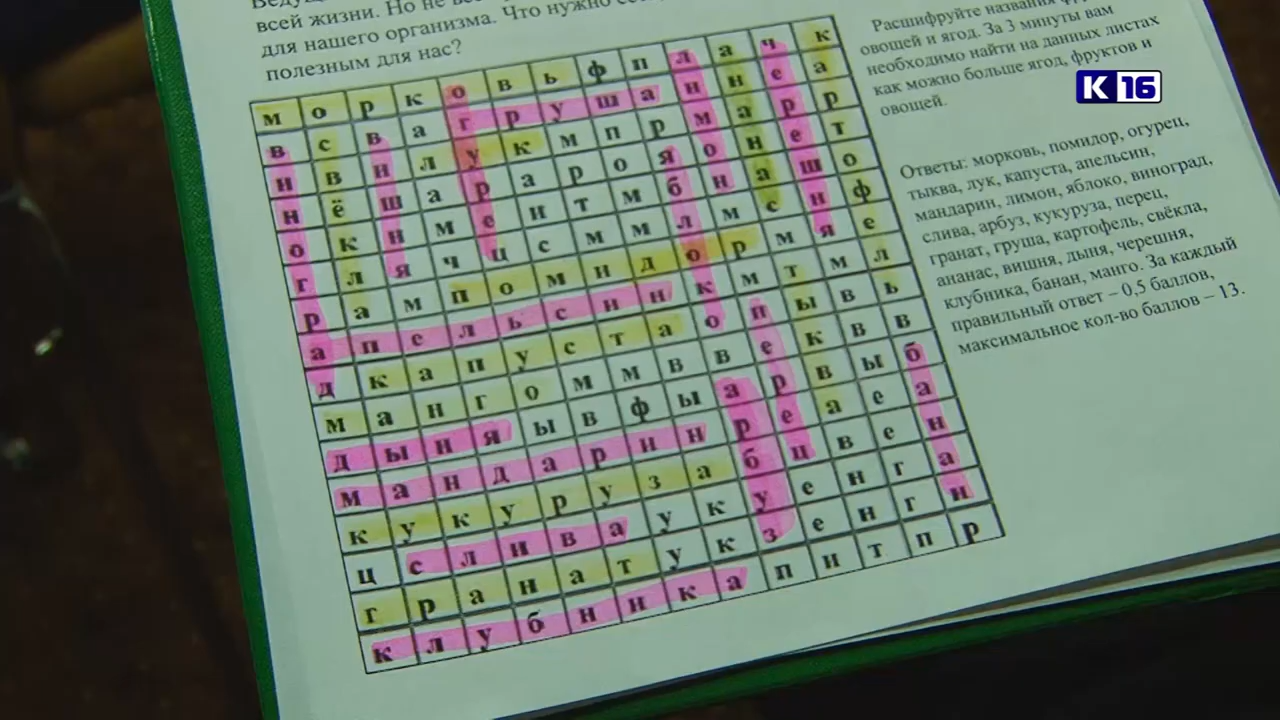 всей жизни. Но не
для нашего организма. Что нужно
полезным для нас?
м о р к о в ь ф п л а ч к
в с в а г р у ш а и н е а
и в и л у к м п р м а р р
н ё ш а р а р о я о н е т
о к н м е и т м б н а ш о
г л я ч ц с м м л м с и ф
р а м п о м и д о р м я е
а п е л ь с и н к м т м л
д к а п у с т а о п ы в ь
м а н г о м м в в е к в в
д ы н я ы в ф ы а р в ы б
м а н д а р и н р е а е а
к у к у р у з а б ц в е н
ц с л и в а у к у е н г а
г р а н а т у к з е н г н
к л у б н и к а п и т п р
Расшифруйте названия
овощей и ягод. За 3 минуты вам
необходимо найти на данных листах
как можно больше ягод, фруктов и
овощей.
К16
Ответы: морковь, помидор, огурец,
тыква, лук, капуста, апельсин,
мандарин, лимон, яблоко, виноград,
слива, арбуз, кукуруза, перец,
гранат, груша, картофель, свёкла,
ананас, вишня, дыня, черешня,
клубника, банан, манго. За каждый
правильный ответ – 0,5 баллов,
максимальное кол-во баллов – 13.